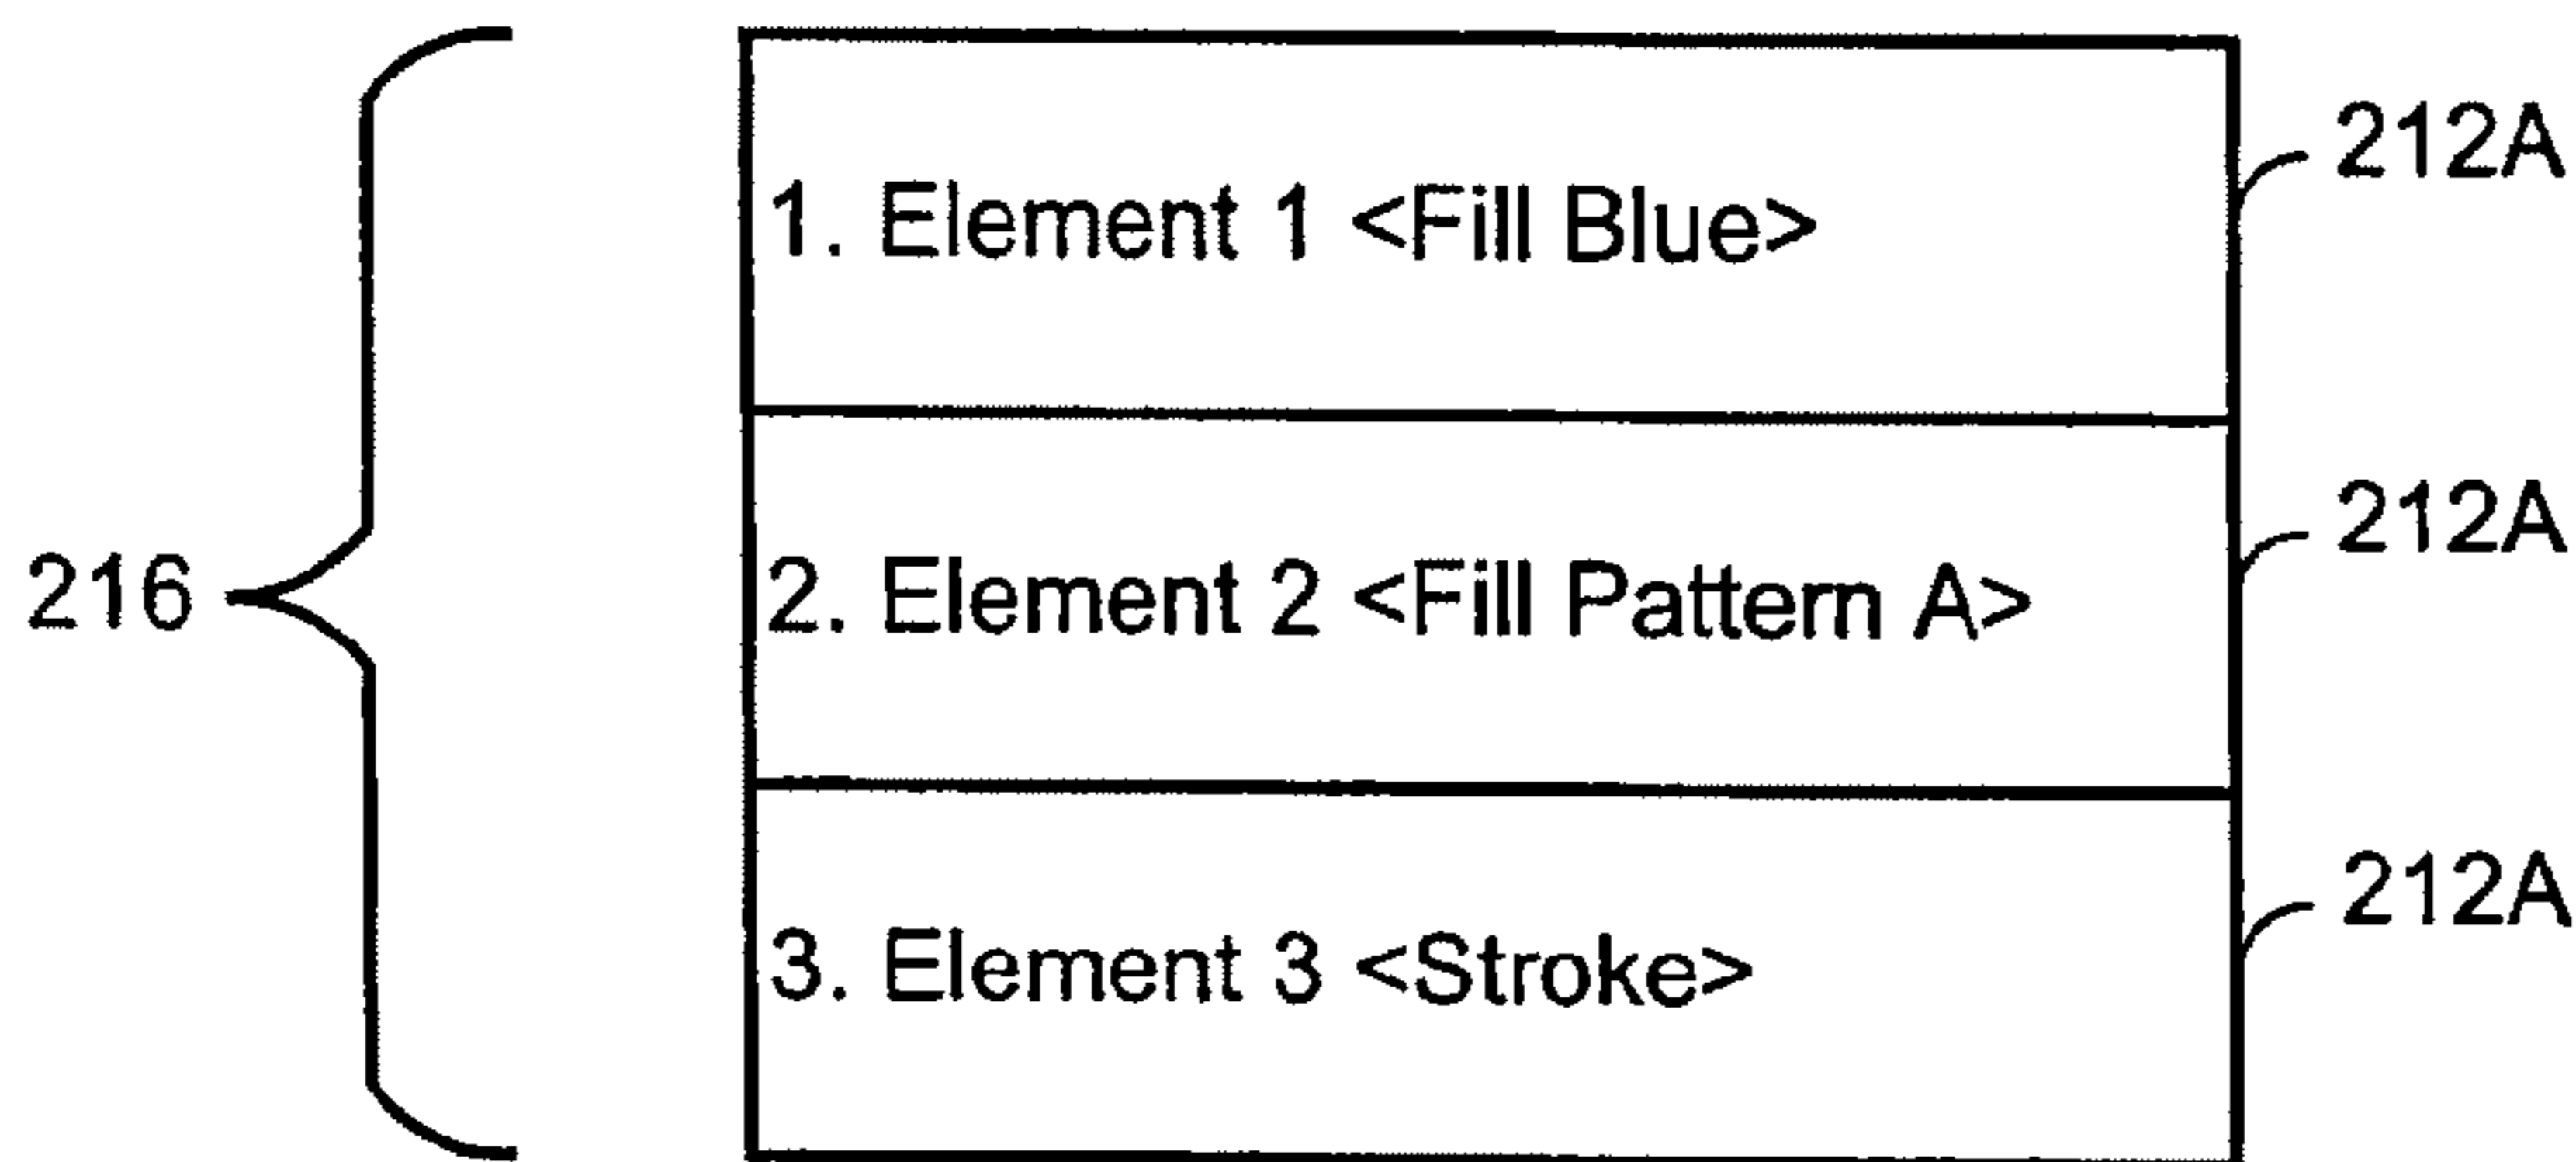 1. Element 1 <Fill Blue>
212A
216
2. Element 2 <Fill Pattern A>
212A
3. Element 3 <Stroke>
212A